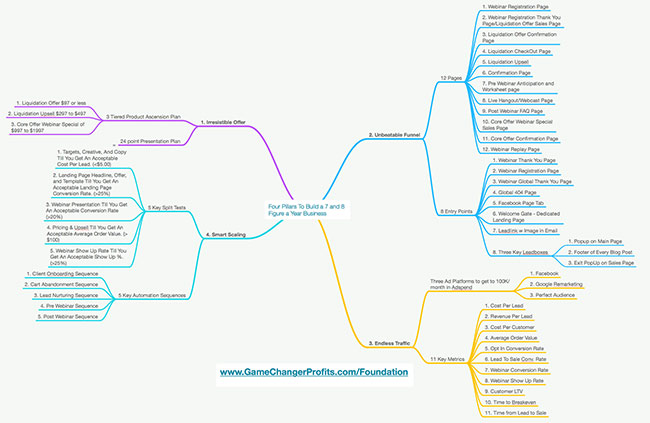 Four Pillars To Build a 7 and 8
Figure a Year Business
1. Irresistible Offer
3 Tiered Product Ascension Plan
1. Liquidation Offer $97 or less
2. Liquidation Upsell $297 to $497
3. Core Offer Webinar Special of
$997 to $1997
24 point Presentation Plan
2. Unbeatable Funnel
12 Pages
1. Webinar Registration Page
2. Webinar Registration Thank You
Page/Liquidation Offer Sales Page
3. Liquidation Offer Confirmation
Page
4. Liquidation CheckOut Page
5. Liquidation Upsell
6. Confirmation Page
7. Pre Webinar Anticipation and
Worksheet page
8. Live Hangout/Webcast Page
9. Post Webinar FAQ Page
10. Core Offer Webinar Special
Sales Page
11. Core Offer Confirmation Page
12. Webinar Replay Page
8 Entry Points
1. Webinar Thank You Page
2. Webinar Registration Page
3. Webinar Global Thank You Page
4. Global 404 Page
5. Facebook Page Tab
6. Welcome Gate - Dedicated
Landing Page
7. Leadlink w Image in Email
8. Three Key Leadboxes
1. Popup on Main Page
2. Footer of Every Blog Post
3. Exit PopUp on Sales Page
3. Endless Traffic
Three Ad Platforms to get to 100K/
month in Adspend
1. Facebook
2. Google Remarketing
3. Perfect Audience
11 Key Metrics
1. Cost Per Lead
2. Revenue Per Lead
3. Cost Per Customer
4. Average Order Value
5. Opt In Conversion Rate
6. Lead To Sale Conv. Rate
7. Webinar Conversion Rate
8. Webinar Show Up Rate
9. Customer LTV
10. Time to Breakeven
11. Time from Lead to Sale
4. Smart Scaling
5 Key Split Tests
1. Targets, Creative, And Copy
Till You Get An Acceptable
Cost Per Lead. (<$5.00)
2. Landing Page Headline, Offer,
and Template Till You Get An
Acceptable Landing Page
Conversion Rate. (>25%)
3. Webinar Presentation Till You Get
An Acceptable Conversion Rate
(>20%)
4. Pricing & Upsell Till You Get An
Acceptable Average Order Value. (>
$100)
5. Webinar Show Up Rate Till You
Get An Acceptable Show Up %.
(>25%)
5 Key Automation Sequences
1. Client Onboarding Sequence
2. Cart Abandonment Sequence
3. Lead Nurturing Sequence
4. Pre Webinar Sequence
5. Post Webinar Sequence
www.GameChangerProfits.com/Foundation